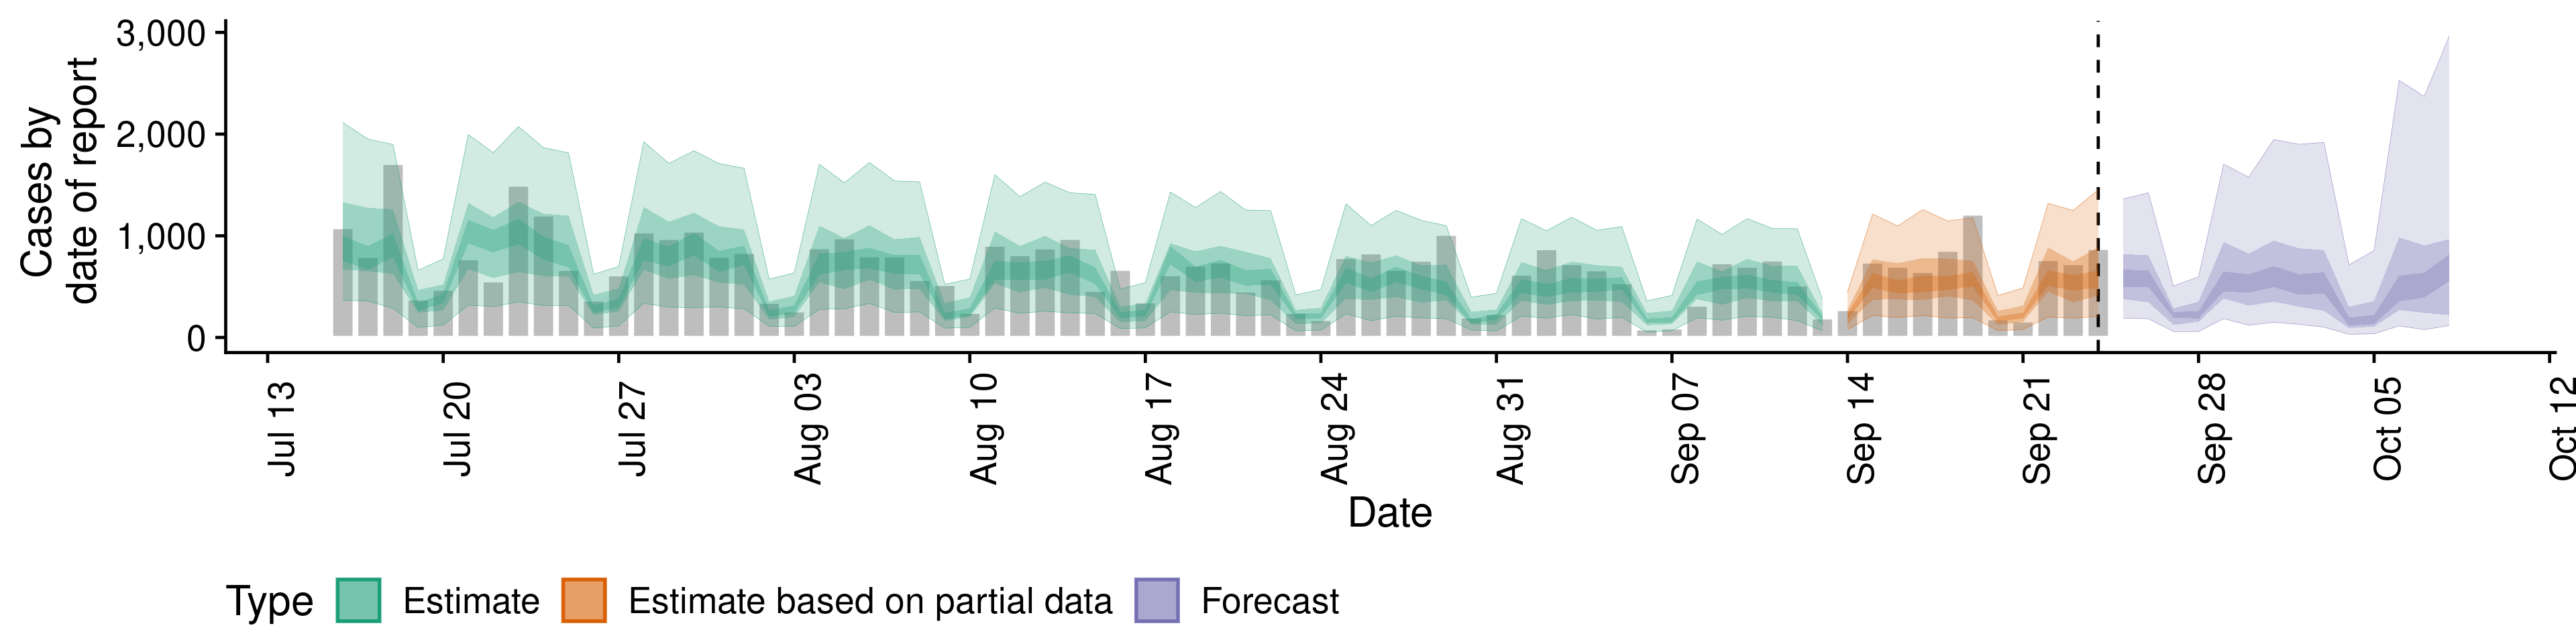 Cases by
date of report
3,000
2,000
1,000
0
Jul 13
Jul 20
Jul 27
Aug 03
Aug 10
Aug 17
Aug 24
Aug 31
Sep 07
Sep 14
Sep 21
Sep 28
Oct 05
Oct 12
Date
Type Estimate Estimate based on partial data Forecast